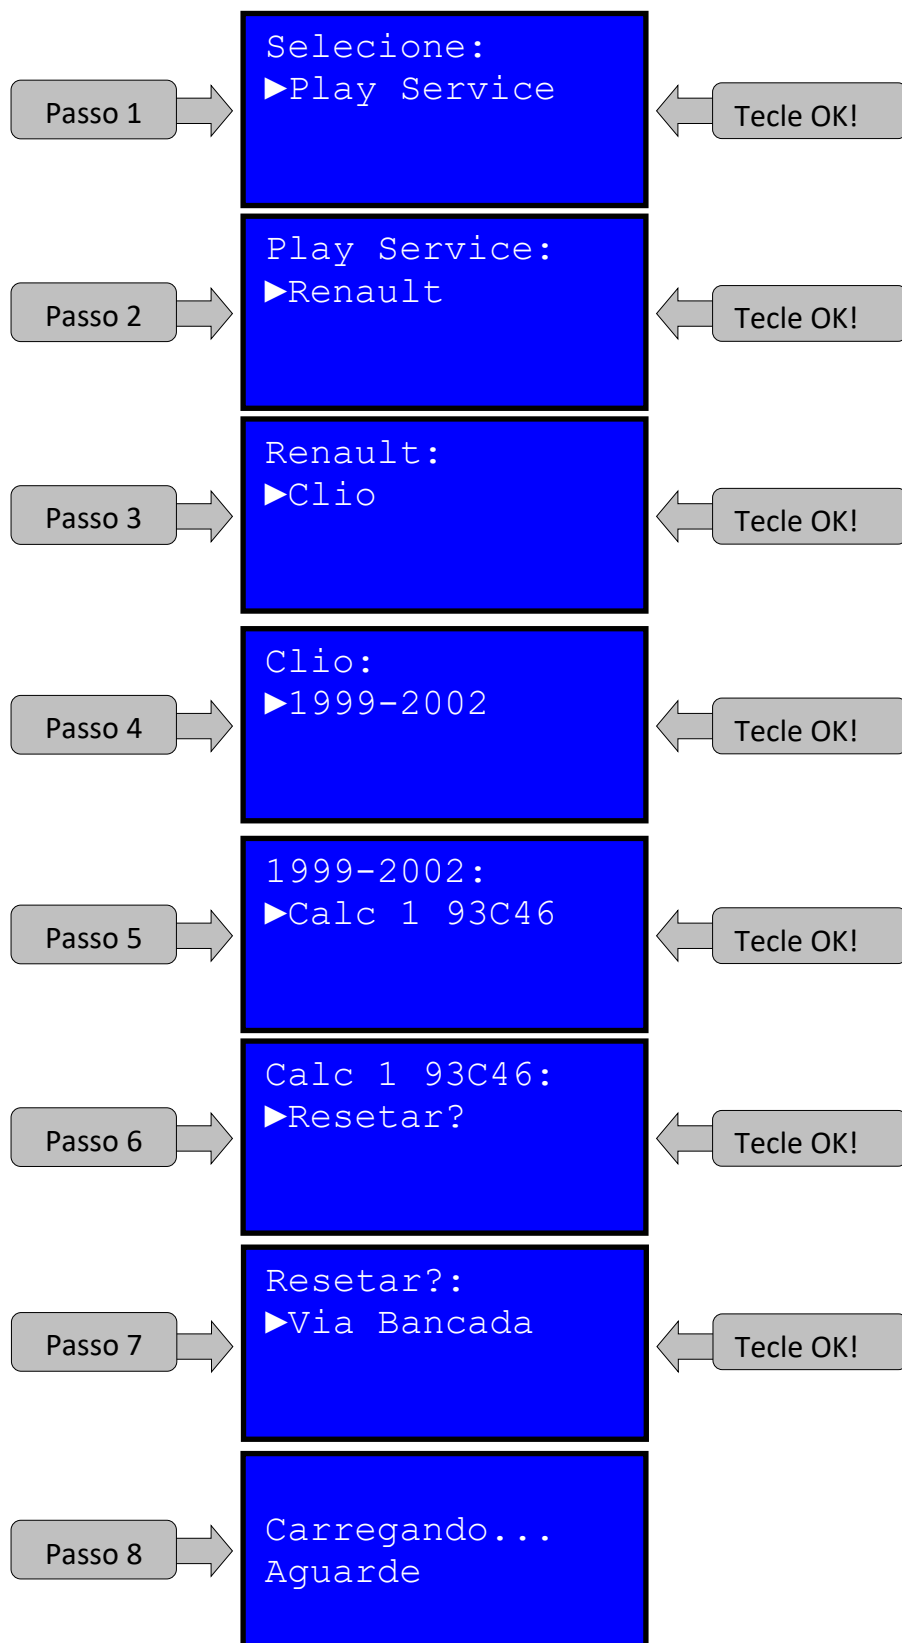 Selecione:
►Play Service
Passo 1
Tecle OK!
Play Service:
►Renault
Passo 2
Tecle OK!
Renault:
►Clio
Passo 3
Tecle OK!
Clio:
►1999-2002
Passo 4
Tecle OK!
1999-2002:
►Calc 1 93C46
Passo 5
Tecle OK!
Calc 1 93C46:
►Resetar?
Passo 6
Tecle OK!
Resetar?:
►Via Bancada
Passo 7
Tecle OK!
Carregando...
Aguarde
Passo 8